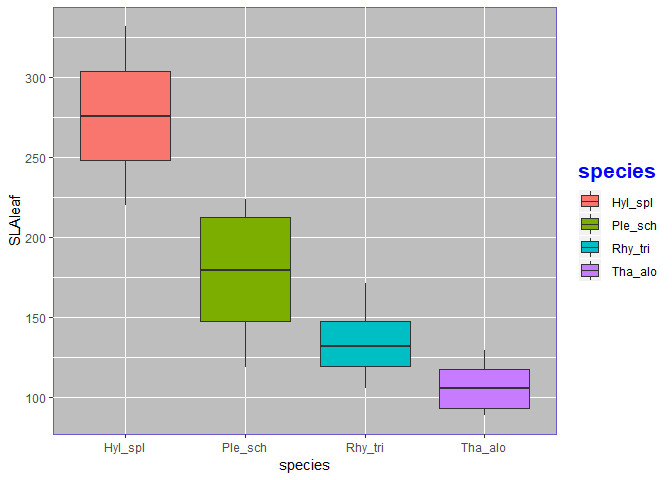 SLAleaf
300
250
200
150
100
Hyl_spl Ple_sch Rhy_tri Tha_alo
species
species
Hyl_spl
Ple_sch
Rhy_tri
Tha_alo